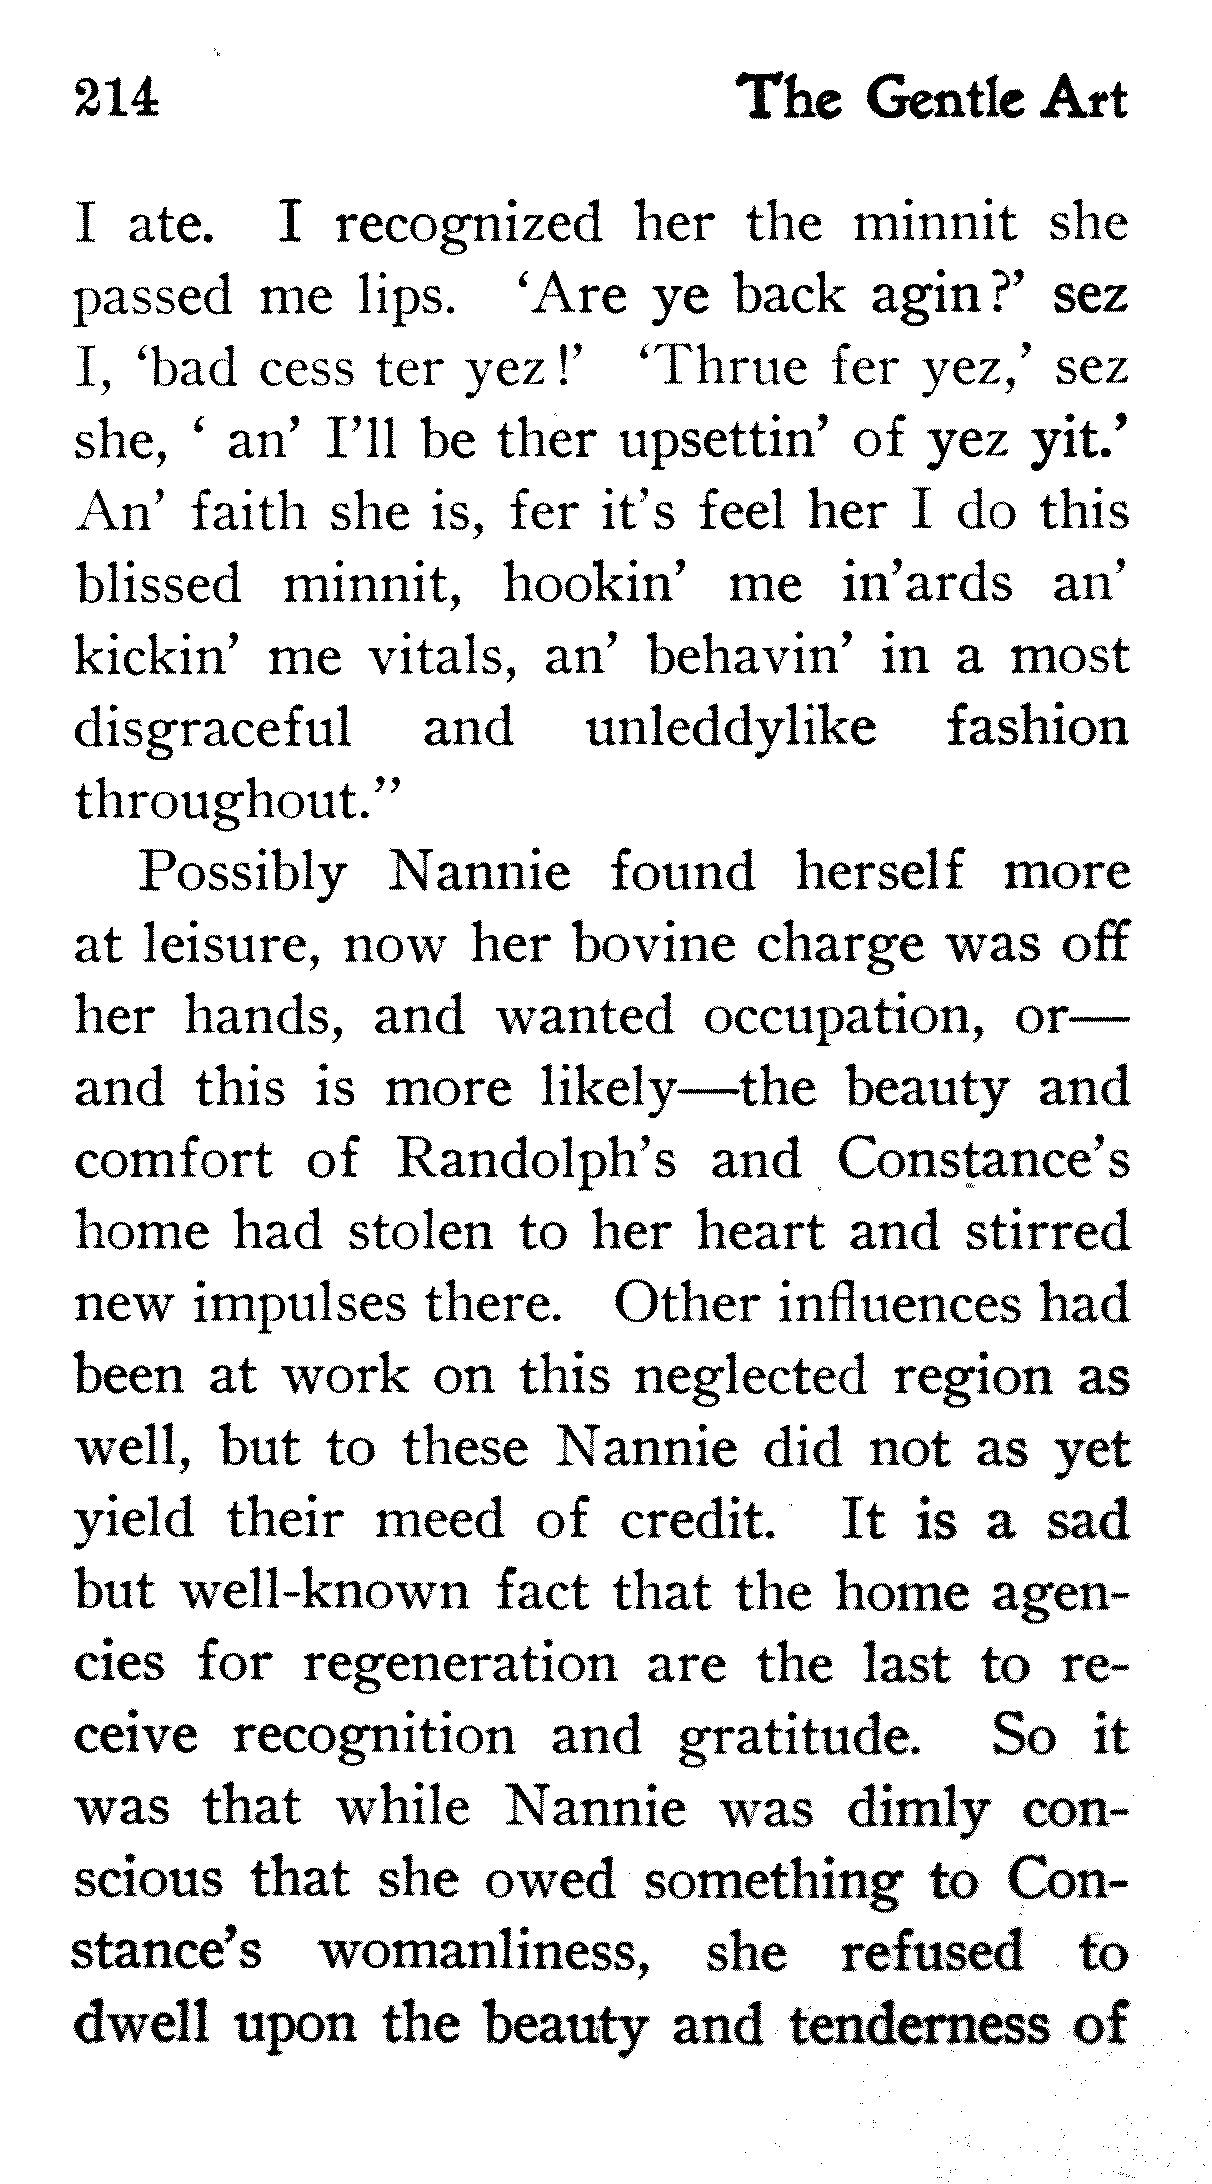 214 The Gentle Art
I ate. I recognized her the minnit she
passed me lips. ‘Are ye back agin?’ sez
I, ‘bad cess ter yez!’ ‘Thrue fer yez,’ sez
she, ‘ an’ I’ll be ther upsettin’ of yez yit.’
An’ faith she is, fer it’s feel her I do this
blissed minnit, hookin’ me in’ards an’
kickin’ me vitals, an’ behavin’ in a most
disgraceful and unleddylike fashion
throughout.”
Possibly Nannie found herself more
at leisure, now her bovine charge was off
her hands, and wanted occupation, or—
and this is more likely—the beauty and
comfort of Randolph’s and Constance’s
home had stolen to her heart and stirred
new impulses there. Other influences had
been at work on this neglected region as
well, but to these Nannie did not as yet
yield their meed of credit. It is a sad
but well-known fact that the home agen-
cies for regeneration are the last to re-
ceive recognition and gratitude. So it
was that while Nannie was dimly con-
scious that she owed something to Con-
stance’s womanliness, she refused to
dwell upon the beauty and tenderness of